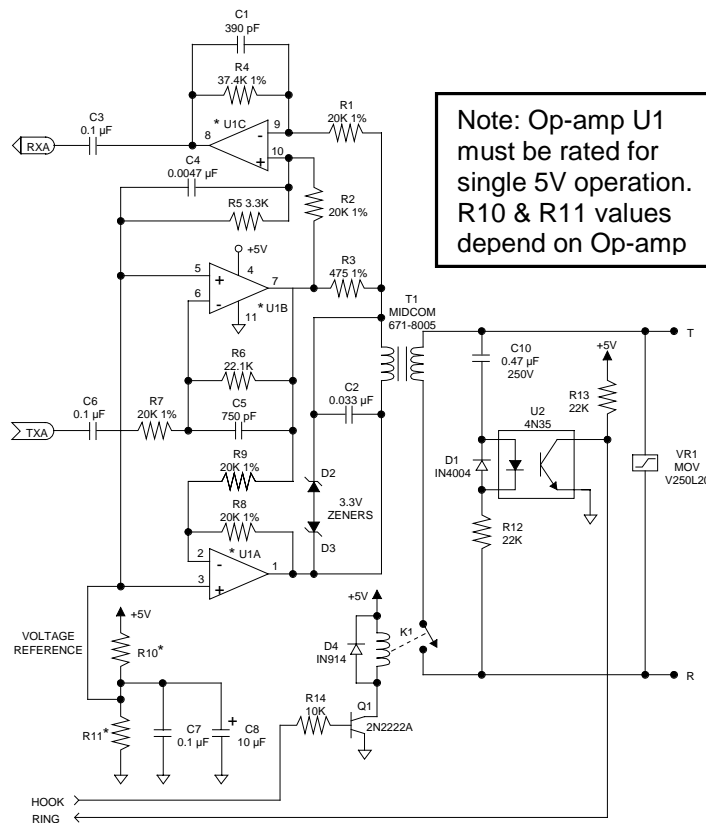 C1
390 pF
R4
37.4K 1%
C3
0.1 µF
RXA
* U1C
8
9
-
10
+
R1
20K 1%
Note: Op-amp U1
must be rated for
single 5V operation.
R10 & R11 values
depend on Op-amp
C4
0.0047 µF
R5 3.3K
R2
20K 1%
+5V
5
+
4
7
6
-
11
* U1B
R3
475 1%
T1
MIDCOM
671-8005
T
C10
0.47 µF
250V
+5V
R13
22K
R6
22.1K
C6
0.1 µF
R7
20K 1%
TXA
C5
750 pF
C2
0.033 µF
U2
4N35
D1
IN4004
VR1
MOV
V250L20
R9
20K 1%
R8
20K 1%
D2
3.3V
ZENERS
D3
R12
22K
2
-
* U1A
1
3
+
+5V
VOLTAGE
REFERENCE
R10*
R11*
C7
0.1 µF
+
C8
10 µF
+5V
D4
IN914
K1
R
R14
10K
Q1
2N2222A
HOOK
RING